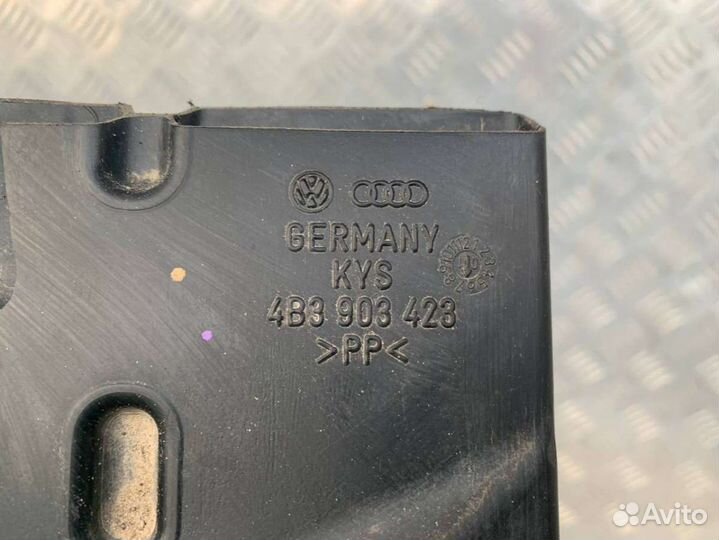 GERMANY
KYS
4B3 903 423
>PP<
Avito